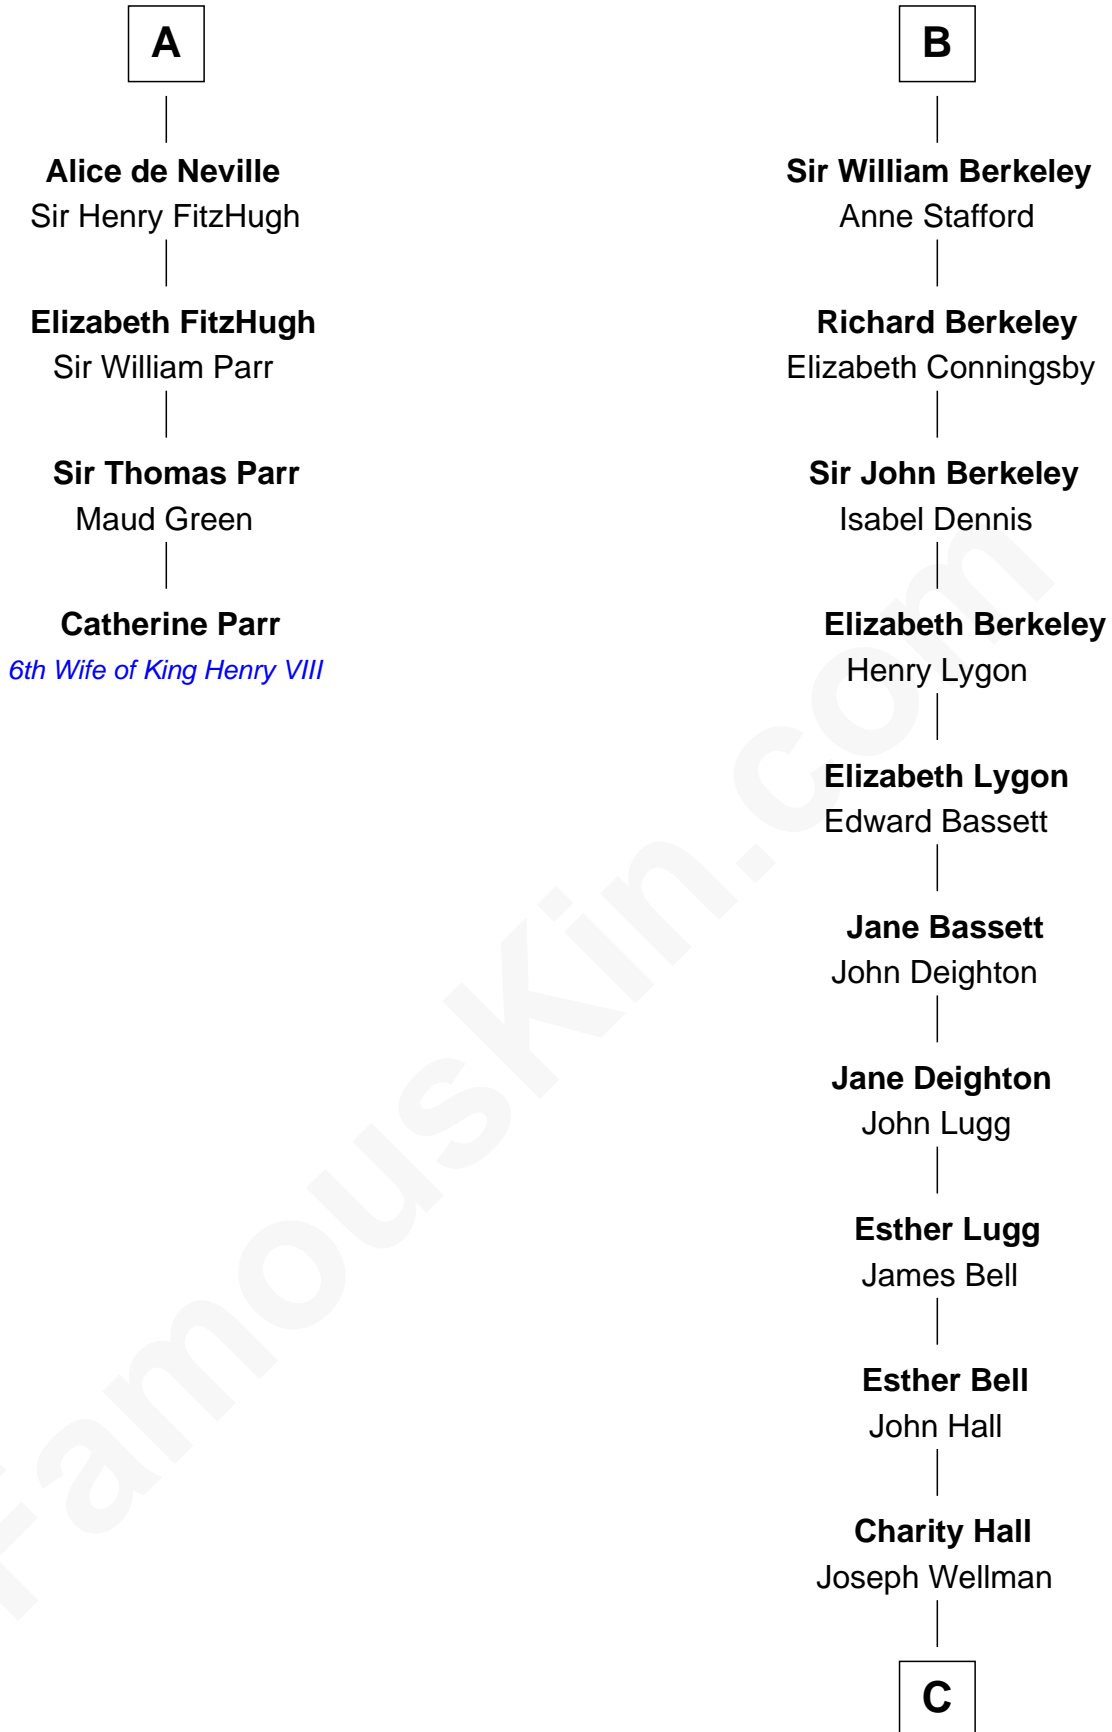 A
Alice de Neville
Sir Henry FitzHugh
Elizabeth FitzHugh
Sir William Parr
Sir Thomas Parr
Maud Green
Catherine Parr
6th Wife of King Henry VIII
B
Sir William Berkeley
Anne Stafford
Richard Berkeley
Elizabeth Conningsby
Sir John Berkeley
Isabel Dennis
Elizabeth Berkeley
Henry Lygon
Elizabeth Lygon
Edward Bassett
Jane Bassett
John Deighton
Jane Deighton
John Lugg
Esther Lugg
James Bell
Esther Bell
John Hall
Charity Hall
Joseph Wellman
C
FamousKin.com